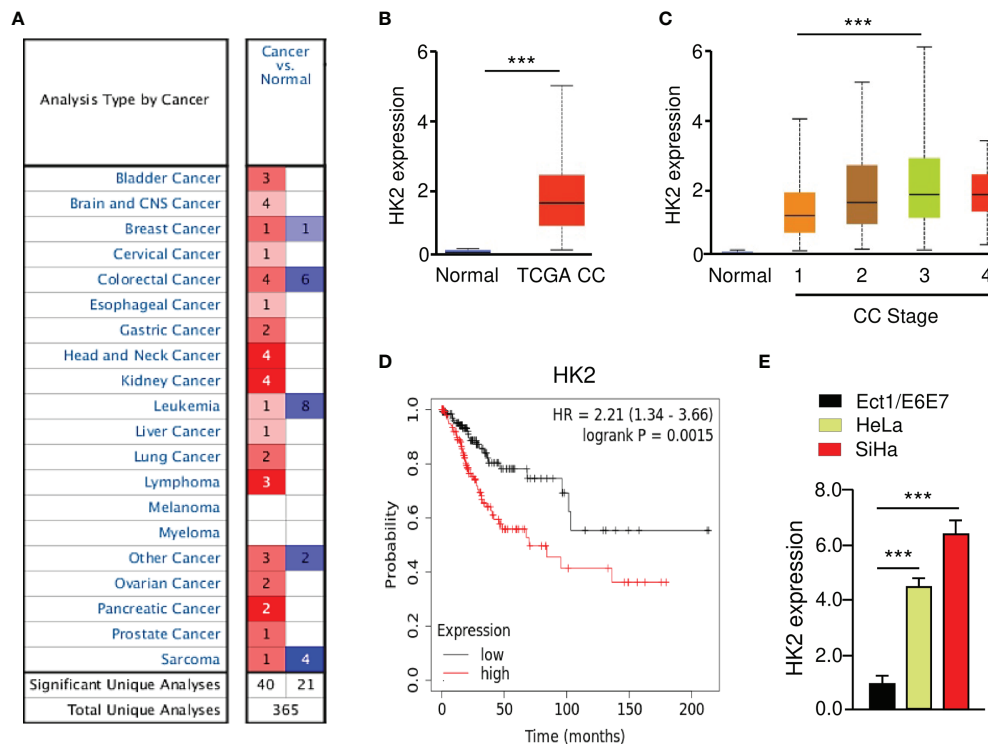 A
Cancer
vs.
Normal
Analysis Type by Cancer
Bladder Cancer 3
Brain and CNS Cancer 4
Breast Cancer 1 1
Cervical Cancer 1
Colorectal Cancer 4 6
Esophageal Cancer 1
Gastric Cancer 2
Head and Neck Cancer 4
Kidney Cancer 4
Leukemia 1 8
Liver Cancer 1
Lung Cancer 2
Lymphoma 3
Melanoma
Myeloma
Other Cancer 3 2
Ovarian Cancer 2
Pancreatic Cancer 2
Prostate Cancer 1
Sarcoma 1 4
Significant Unique Analyses 40 21
Total Unique Analyses 365
B
HK2 expression
6
4
2
0
***
Normal TCGA CC
C
HK2 expression
6
4
2
0
***
Normal 1 2 3 4
CC Stage
D
HK2
HR = 2.21 (1.34 - 3.66)
logrank P = 0.0015
Probability
1.0
0.8
0.6
0.4
0.2
0.0
Expression
low
high
0 50 100 150 200
Time (months)
E
Ect1/E6E7
HeLa
SiHa
HK2 expression
8.0
6.0
4.0
2.0
0.0
***
***